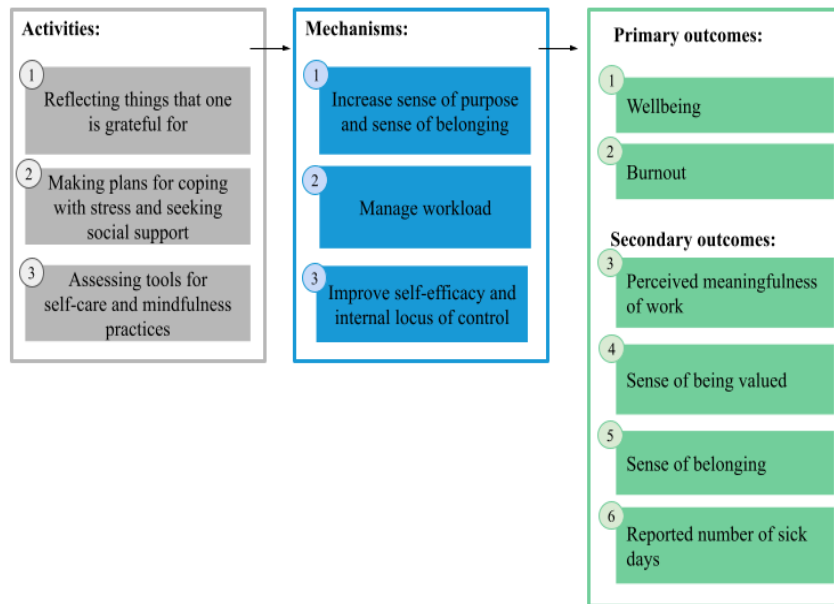 Activities:
1
Reflecting things that one
is grateful for
2
Making plans for coping
with stress and seeking
social support
3
Assessing tools for
self-care and mindfulness
practices
Mechanisms:
1
Increase sense of purpose
and sense of belonging
2
Manage workload
3
Improve self-efficacy and
internal locus of control
Primary outcomes:
1
Wellbeing
2
Burnout
Secondary outcomes:
3
Perceived meaningfulness
of work
4
Sense of being valued
5
Sense of belonging
6
Reported number of sick
days